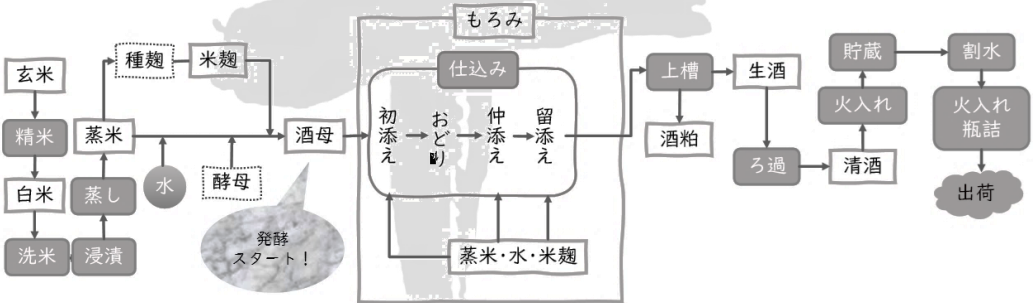 玄米
精米
白米
洗米
浸漬
蒸し
蒸米
種麹
米麹
水
酵母
酒母
発酵
スタート！
もろみ
仕込み
初添え
おどり
仲添え
留添え
蒸米・水・米麹
上槽
酒粕
生酒
ろ過
清酒
火入れ
貯蔵
割水
火入れ
瓶詰
出荷